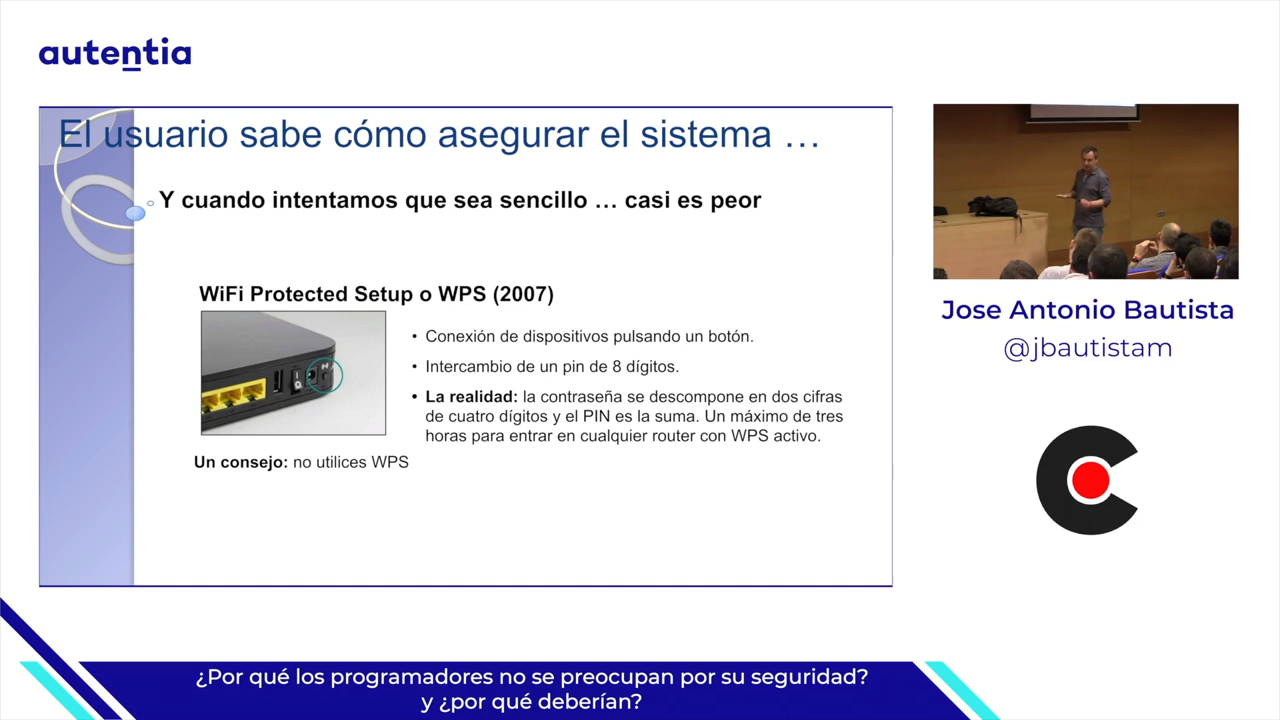 autentia
El usuario sabe cómo asegurar el sistema …
Y cuando intentamos que sea sencillo … casi es peor
WiFi Protected Setup o WPS (2007)
• Conexión de dispositivos pulsando un botón.
• Intercambio de un pin de 8 dígitos.
• La realidad: la contraseña se descompone en dos cifras
de cuatro dígitos y el PIN es la suma. Un máximo de tres
horas para entrar en cualquier router con WPS activo.
Un consejo: no utilices WPS
Jose Antonio Bautista
@jbautistam
¿Por qué los programadores no se preocupan por su seguridad?
y ¿por qué deberían?